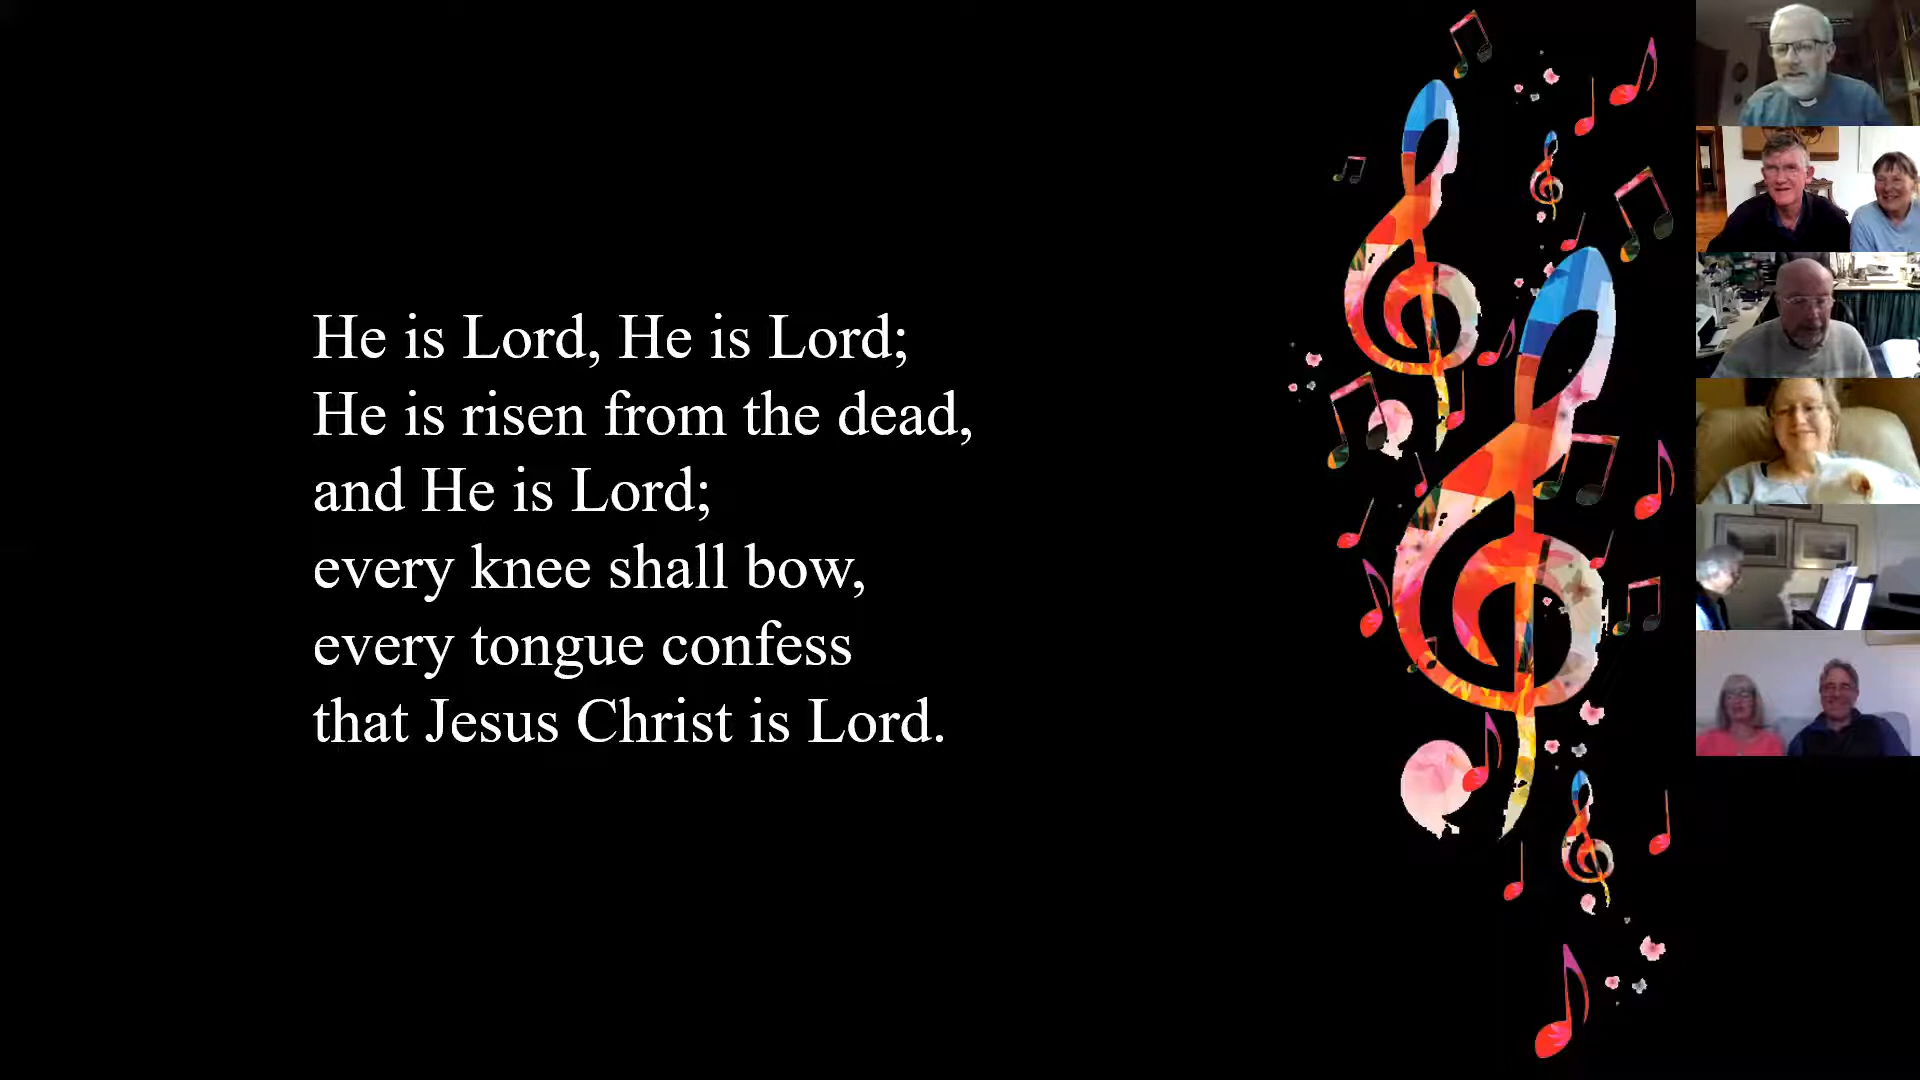 He is Lord, He is Lord;
He is risen from the dead,
and He is Lord;
every knee shall bow,
every tongue confess
that Jesus Christ is Lord.